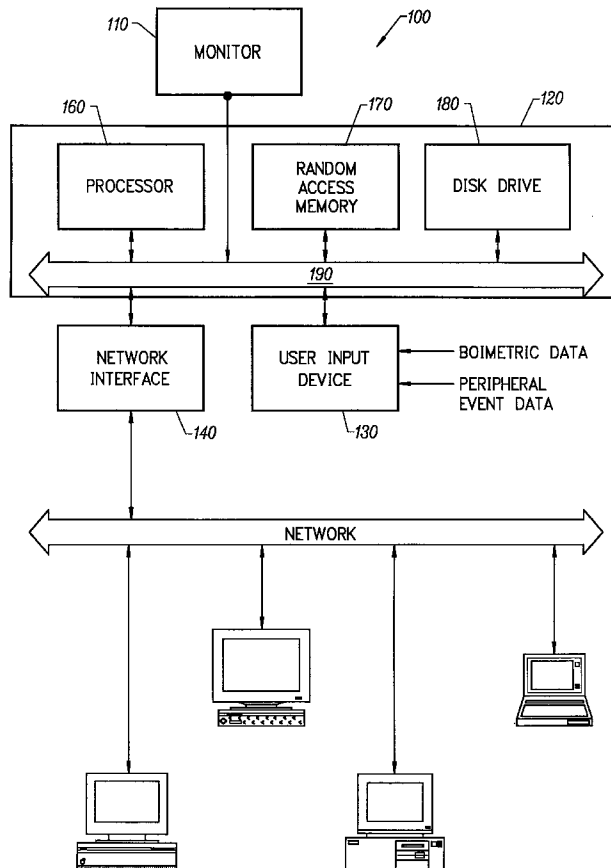 110
MONITOR
100
160
170
180
120
PROCESSOR
RANDOM
ACCESS
MEMORY
DISK DRIVE
190
NETWORK
INTERFACE
USER INPUT
DEVICE
BOIMETRIC DATA
PERIPHERAL
EVENT DATA
140
130
NETWORK